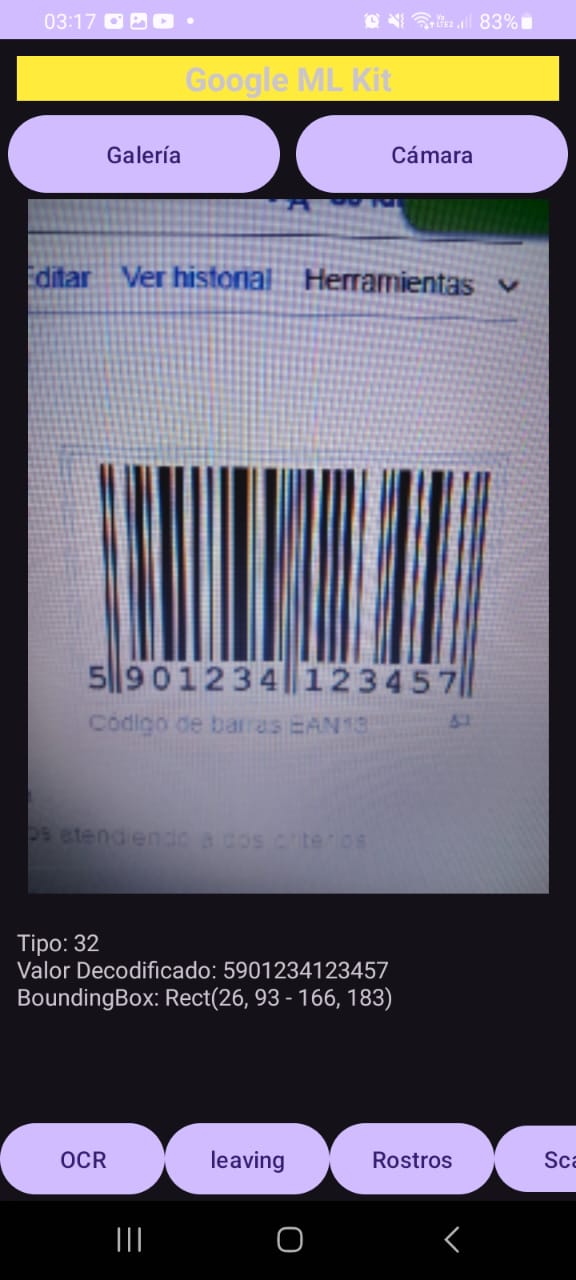 03:17 Vo LTE2 83%
Google ML Kit
Galería Cámara
Editar Ver historial Herramientas
5 901234 123457
Código de barras EAN13
os atendiendo a dos criterios
Tipo: 32
Valor Decodificado: 5901234123457
BoundingBox: Rect(26, 93 - 166, 183)
OCR leaving Rostros Sca